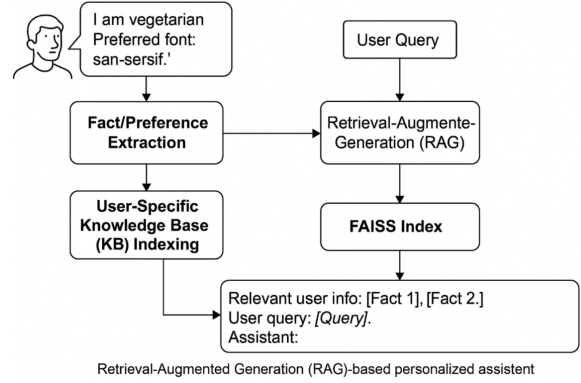 I am vegetarian
Preferred font:
san-sersif.'
User Query
Fact/Preference
Extraction
Retrieval-Augmente-
Generation (RAG)
User-Specific
Knowledge Base
(KB) Indexing
FAISS Index
Relevant user info: [Fact 1], [Fact 2.]
User query: [Query].
Assistant:
Retrieval-Augmented Generation (RAG)-based personalized assistent